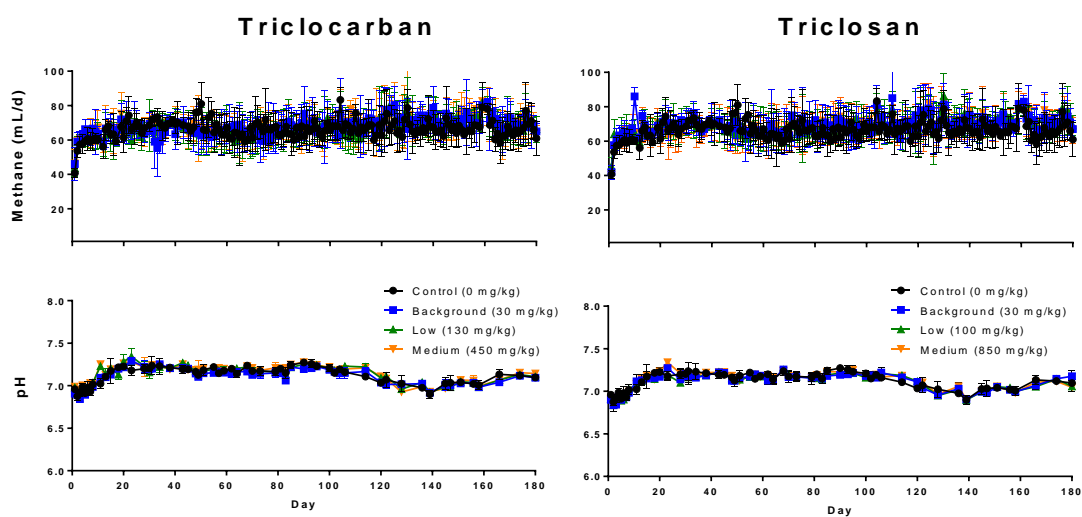 Triclocarban
Triclosan
Methane (mL/d)
100
80
60
40
20
100
80
60
40
20
pH
8.0
7.5
7.0
6.5
6.0
Control (0 mg/kg)
Background (30 mg/kg)
Low (130 mg/kg)
Medium (450 mg/kg)
0 20 40 60 80 100 120 140 160 180
Day
8.0
7.5
7.0
6.5
6.0
Control (0 mg/kg)
Background (30 mg/kg)
Low (100 mg/kg)
Medium (850 mg/kg)
0 20 40 60 80 100 120 140 160 180
Day